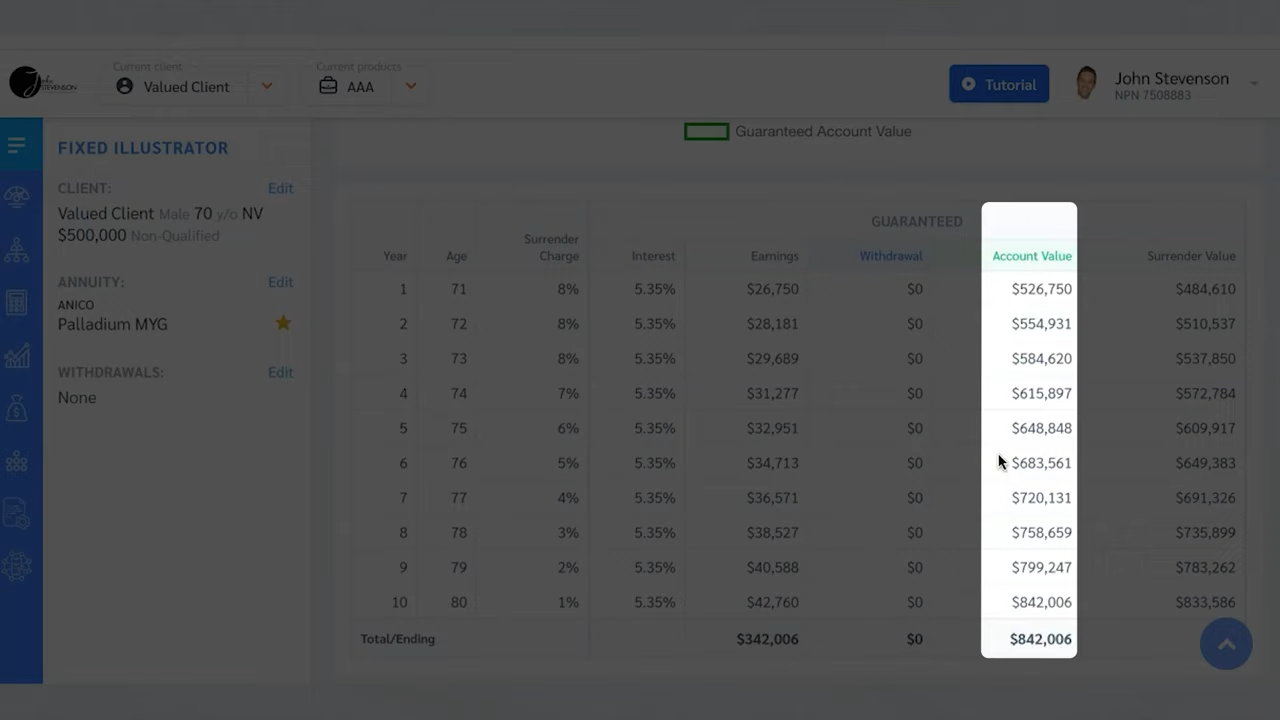 Current client
Current products
John
STEVENSON
Valued Client
AAA
Tutorial
John Stevenson
NPN 7508883
FIXED ILLUSTRATOR
CLIENT: Edit
Valued Client Male 70 y/o NV
$500,000 Non-Qualified
ANNUITY: Edit
ANICO
Palladium MYG
WITHDRAWALS: Edit
None
Guaranteed Account Value
GUARANTEED
Year Age Surrender Charge Interest Earnings Withdrawal Account Value Surrender Value
1 71 8% 5.35% $26,750 $0 $526,750 $484,610
2 72 8% 5.35% $28,181 $0 $554,931 $510,537
3 73 8% 5.35% $29,689 $0 $584,620 $537,850
4 74 7% 5.35% $31,277 $0 $615,897 $572,784
5 75 6% 5.35% $32,951 $0 $648,848 $609,917
6 76 5% 5.35% $34,713 $0 $683,561 $649,383
7 77 4% 5.35% $36,571 $0 $720,131 $691,326
8 78 3% 5.35% $38,527 $0 $758,659 $735,899
9 79 2% 5.35% $40,588 $0 $799,247 $783,262
10 80 1% 5.35% $42,760 $0 $842,006 $833,586
Total/Ending $342,006 $0 $842,006